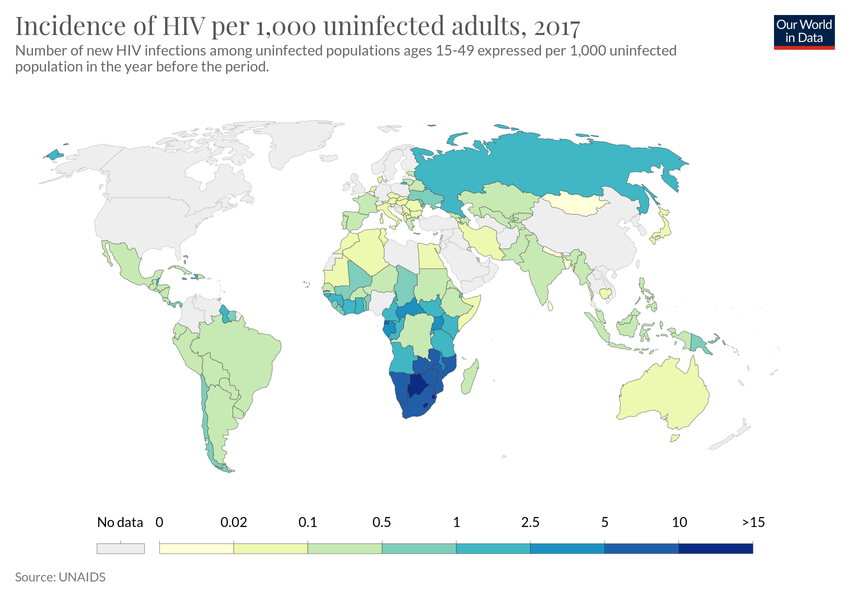 Incidence of HIV per 1,000 uninfected adults, 2017
Our World
in Data
Number of new HIV infections among uninfected populations ages 15-49 expressed per 1,000 uninfected
population in the year before the period.
No data 0 0.02 0.1 0.5 1 2.5 5 10 >15
Source: UNAIDS